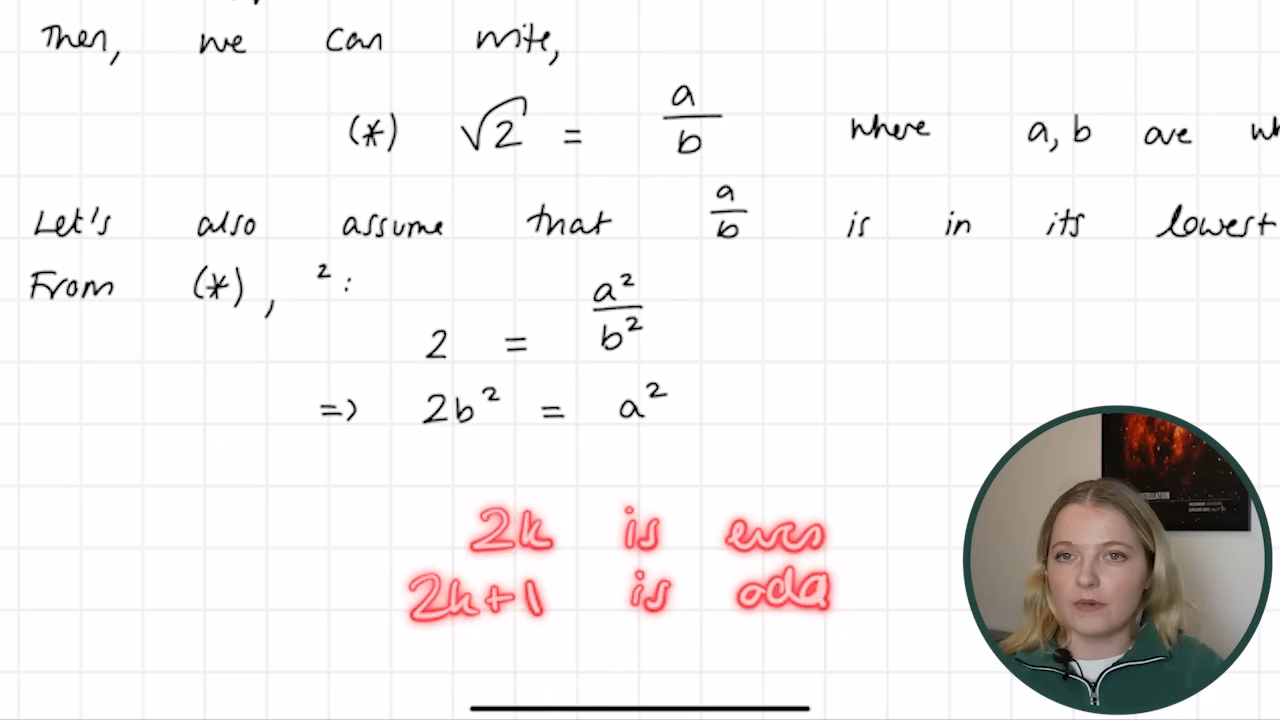 Then, we can write,
(*) √2 = a/b where a, b are wh
Let's also assume that a/b is in its lowest
From (*), ²:
2 = a²/b²
=> 2b² = a²
2k is even
2k+1 is odd